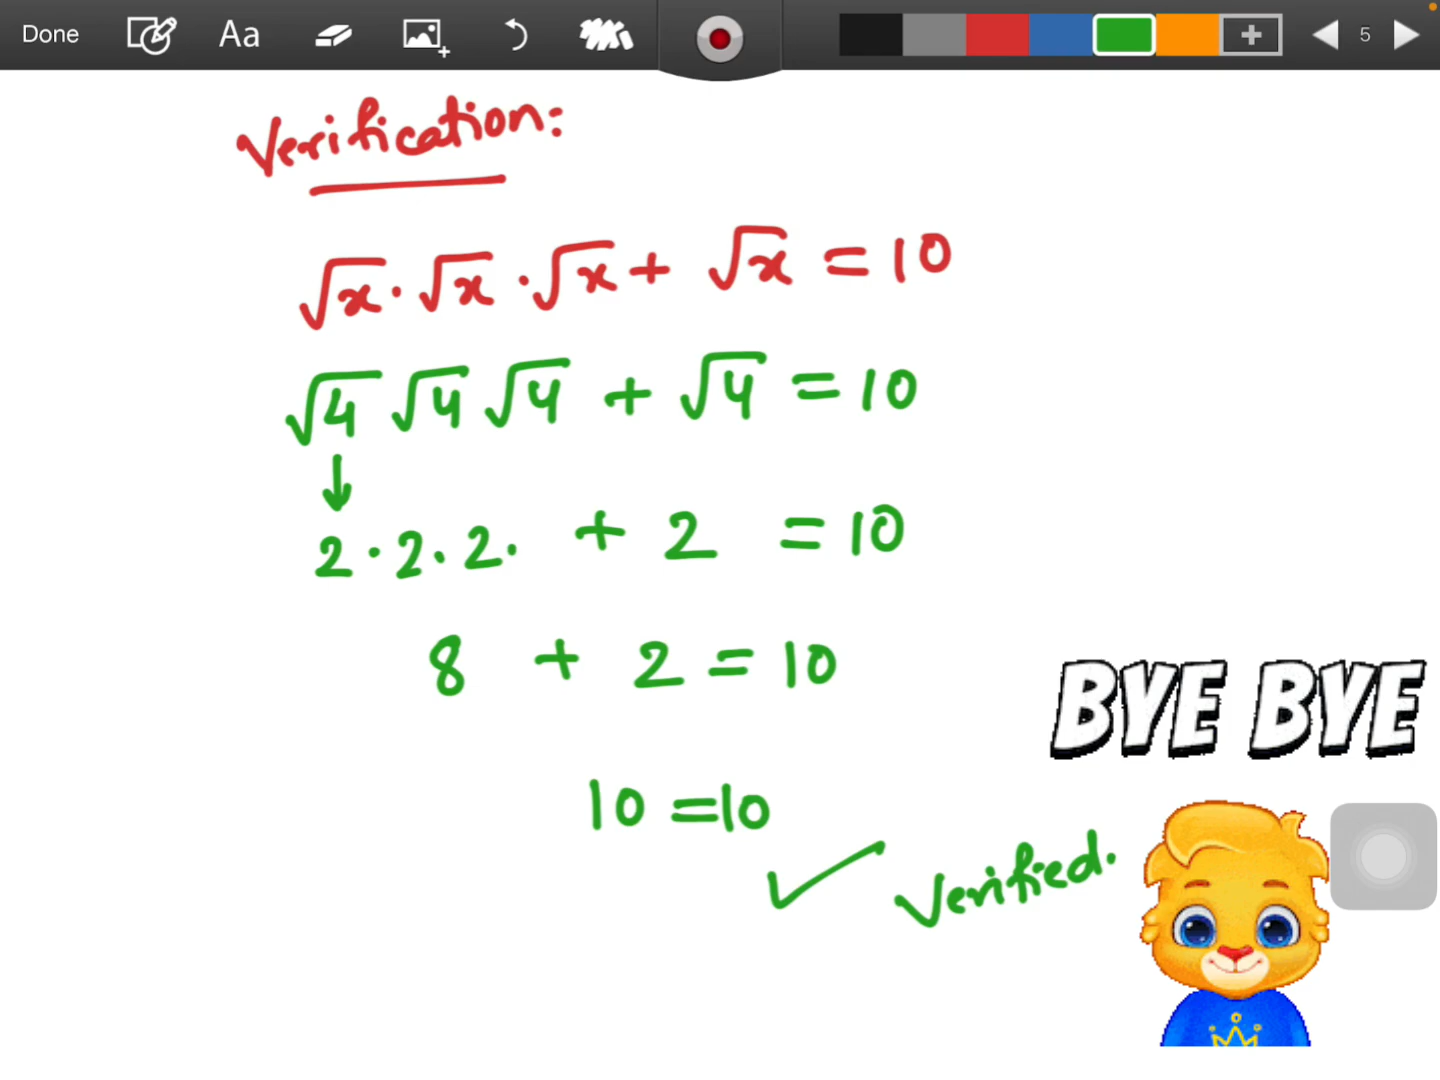 Done Aa 5
Verification:
√x · √x · √x + √x = 10
√4 √4 √4 + √4 = 10
↓
2 · 2 · 2 · + 2 = 10
8 + 2 = 10
BYE BYE
10 = 10
✓ Verified.